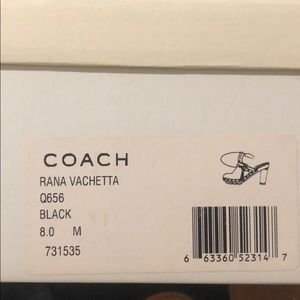 COACH
RANA VACHETTA
Q656
BLACK
8.0 M
731535
6 63360 52314 7